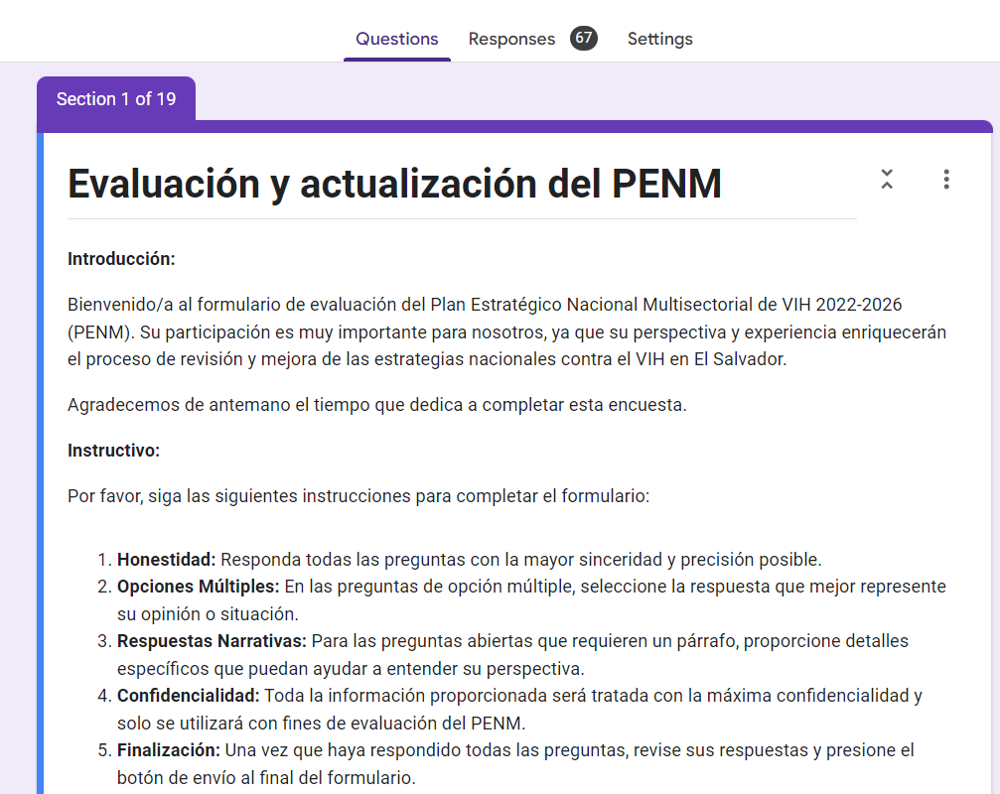 Questions Responses 67 Settings
Section 1 of 19
Evaluación y actualización del PENM
Introducción:
Bienvenido/a al formulario de evaluación del Plan Estratégico Nacional Multisectorial de VIH 2022-2026
(PENM). Su participación es muy importante para nosotros, ya que su perspectiva y experiencia enriquecerán
el proceso de revisión y mejora de las estrategias nacionales contra el VIH en El Salvador.
Agradecemos de antemano el tiempo que dedica a completar esta encuesta.
Instructivo:
Por favor, siga las siguientes instrucciones para completar el formulario:
1. Honestidad: Responda todas las preguntas con la mayor sinceridad y precisión posible.
2. Opciones Múltiples: En las preguntas de opción múltiple, seleccione la respuesta que mejor represente
su opinión o situación.
3. Respuestas Narrativas: Para las preguntas abiertas que requieren un párrafo, proporcione detalles
específicos que puedan ayudar a entender su perspectiva.
4. Confidencialidad: Toda la información proporcionada será tratada con la máxima confidencialidad y
solo se utilizará con fines de evaluación del PENM.
5. Finalización: Una vez que haya respondido todas las preguntas, revise sus respuestas y presione el
botón de envío al final del formulario.